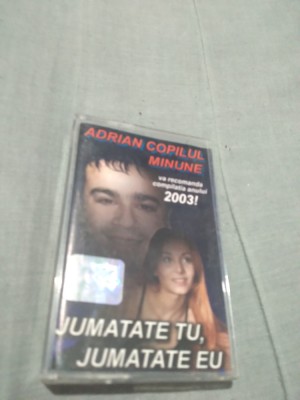 ADRIAN COPILUL
MINUNE
va recomanda
compilatia anului
2003!
JUMATATE TU,
JUMATATE EU